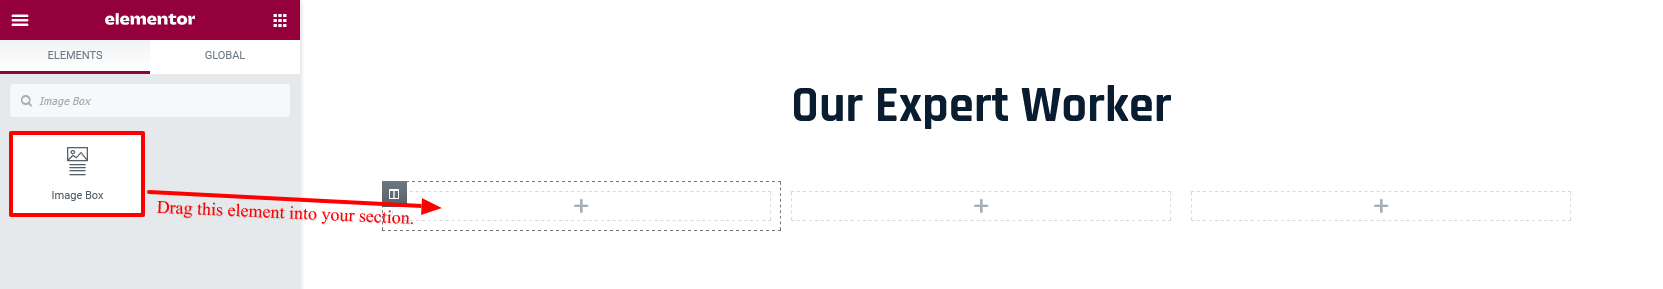 elementor
ELEMENTS
GLOBAL
Image Box
Image Box
Our Expert Worker
Drag this element into your section.